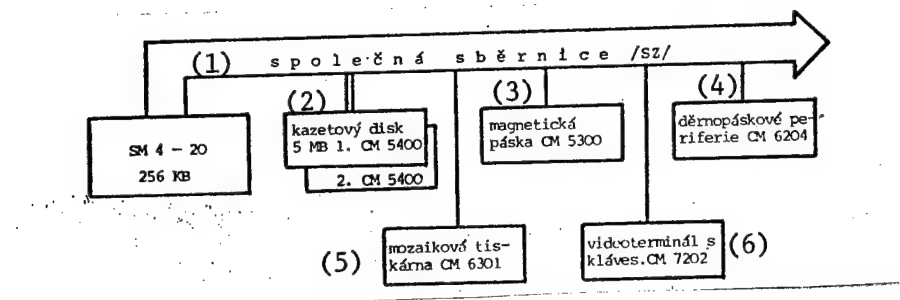 (1) společná sběrnice /SZ/
(2)
(3)
(4)
SM 4 - 20
256 KB
kazetový disk
5 MB 1. CM 5400
2. CM 5400
magnetická
páska CM 5300
děrnopáskové pe-
riferie CM 6204
(5)
mozaiková tis-
kárna CM 6301
videoterminál s
kláves.CM 7202
(6)